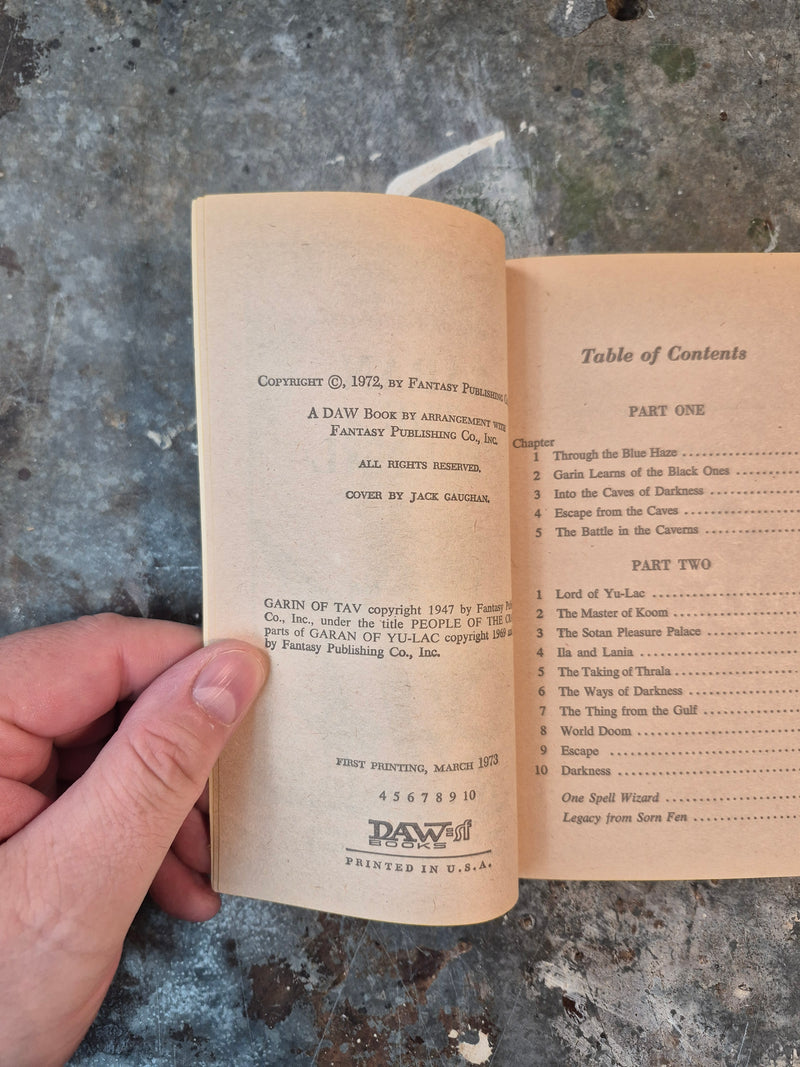 COPYRIGHT ©, 1972, BY FANTASY PUBLISHING
A DAW BOOK BY ARRANGEMENT WITH
FANTASY PUBLISHING CO., INC.
ALL RIGHTS RESERVED.
COVER BY JACK GAUGHAN.
GARIN OF TAV copyright 1947 by Fantasy
Co., Inc., under the title PEOPLE OF THE
parts of GARAN OF YU-LAC copyright 1969
by Fantasy Publishing Co., Inc.
FIRST PRINTING, MARCH 1973
4 5 6 7 8 9 10
DAW=sf
BOOKS
PRINTED IN U.S.A.
Table of Contents
PART ONE
Chapter
1 Through the Blue Haze
2 Garin Learns of the Black Ones
3 Into the Caves of Darkness
4 Escape from the Caves
5 The Battle in the Caverns
PART TWO
1 Lord of Yu-Lac
2 The Master of Koom
3 The Sotan Pleasure Palace
4 Ila and Lania
5 The Taking of Thrala
6 The Ways of Darkness
7 The Thing from the Gulf
8 World Doom
9 Escape
10 Darkness
One Spell Wizard
Legacy from Sorn Fen